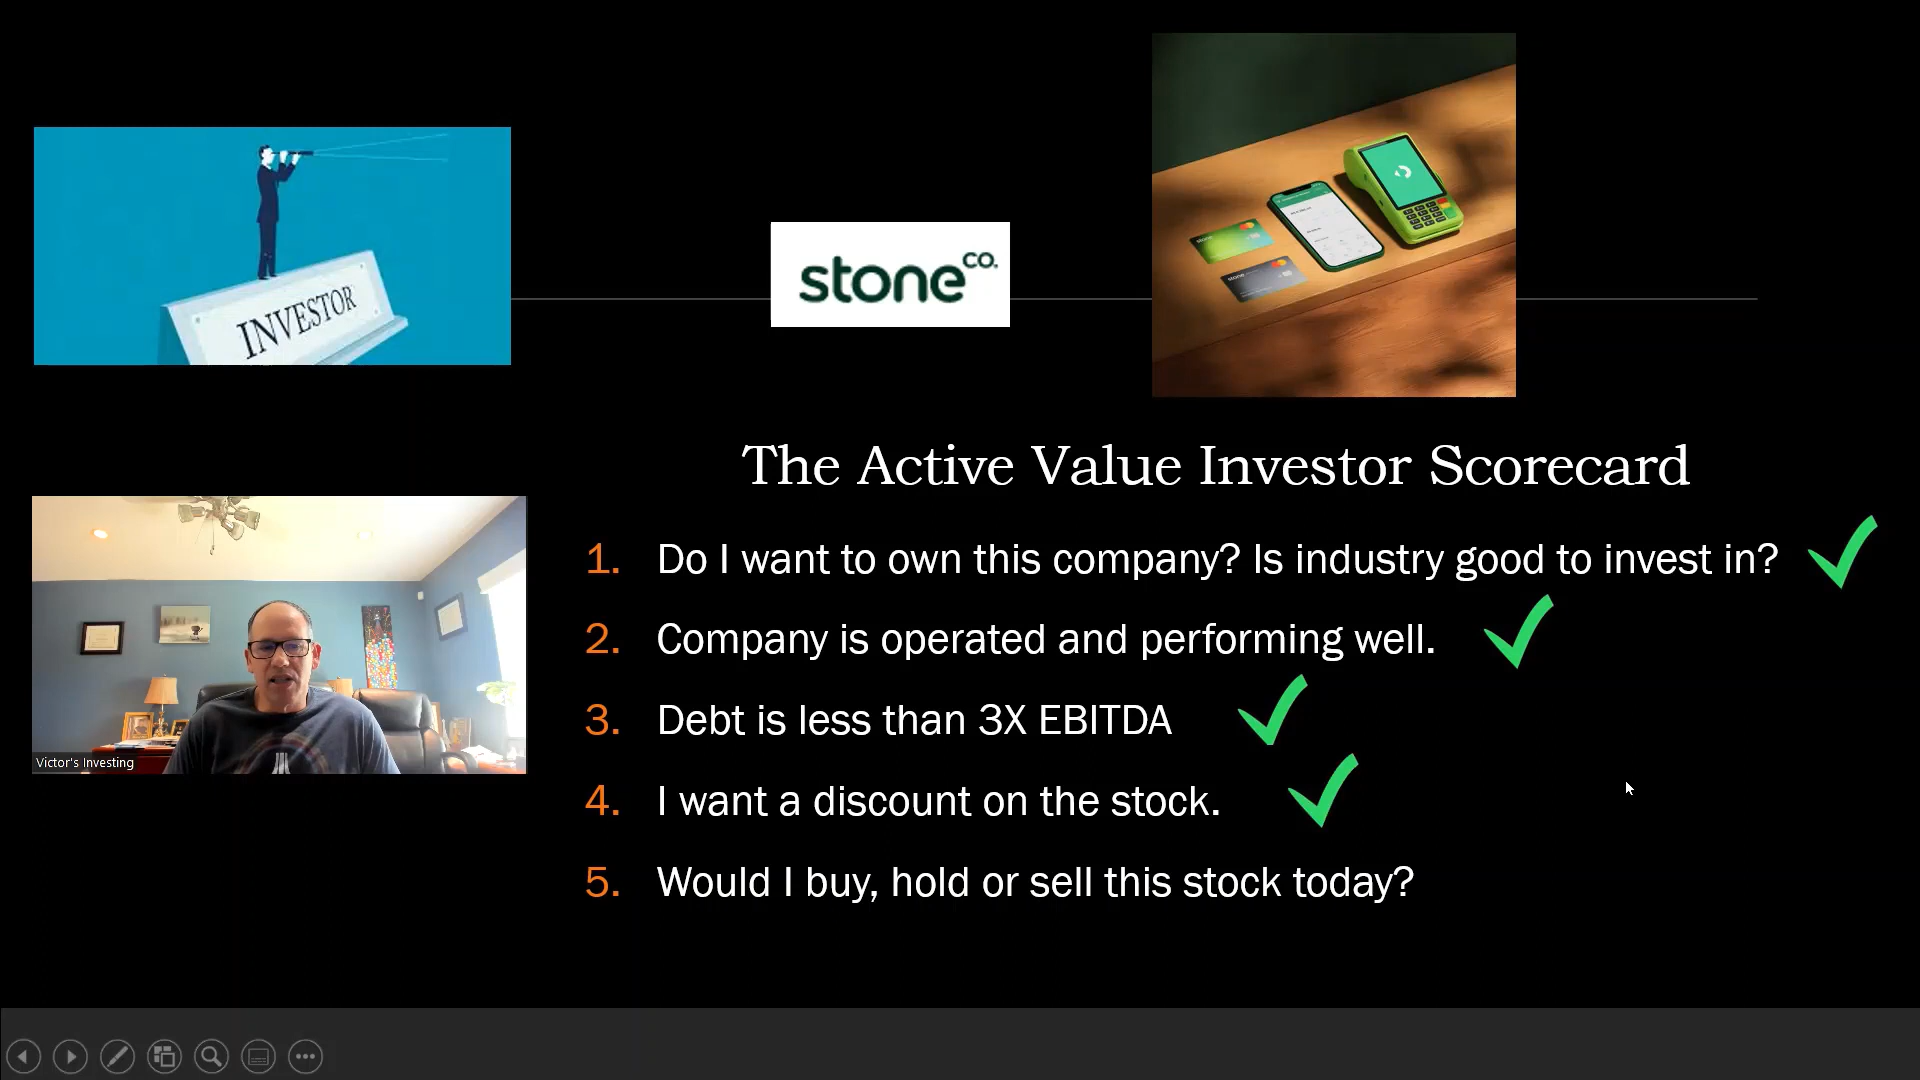 INVESTOR
stone co.
stone
stone
The Active Value Investor Scorecard
1. Do I want to own this company? Is industry good to invest in?
2. Company is operated and performing well.
3. Debt is less than 3X EBITDA
4. I want a discount on the stock.
5. Would I buy, hold or sell this stock today?
Victor's Investing